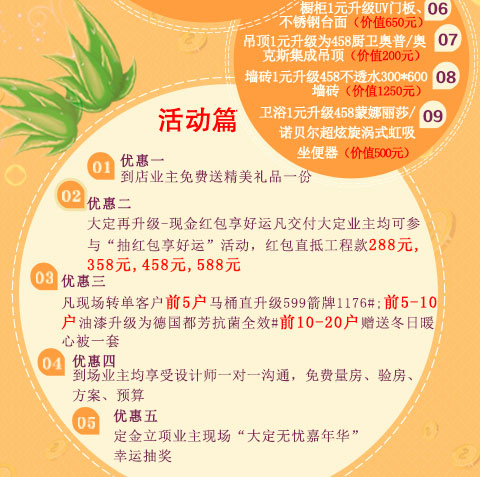 橱柜1元升级UV门板、
不锈钢台面（价值650元）
06
吊顶1元升级为458厨卫奥普/奥
克斯集成吊顶（价值200元）
07
墙砖1元升级458不透水300*600
墙砖（价值1250元）
08
卫浴1元升级458蒙娜丽莎/
诺贝尔超炫旋涡式虹吸
坐便器（价值500元）
09
活动篇
01 优惠一
到店业主免费送精美礼品一份
02 优惠二
大定再升级-现金红包享好运凡交付大定业主均可参
与“抽红包享好运”活动，红包直抵工程款288元,
358元,458元,588元
03 优惠三
凡现场转单客户前5户马桶直升级599箭牌1176#;前5-10
户油漆升级为德国都芳抗菌全效#前10-20户赠送冬日暖
心被一套
04 优惠四
到场业主均享受设计师一对一沟通，免费量房、验房、
方案、预算
05 优惠五
定金立项业主现场“大定无忧嘉年华”
幸运抽奖